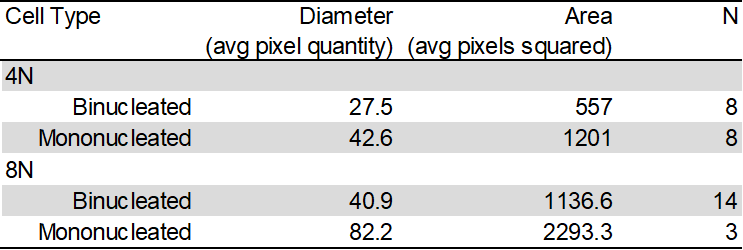 Cell Type Diameter Area N
(avg pixel quantity) (avg pixels squared)
4N
Binucleated 27.5 557 8
Mononucleated 42.6 1201 8
8N
Binucleated 40.9 1136.6 14
Mononucleated 82.2 2293.3 3